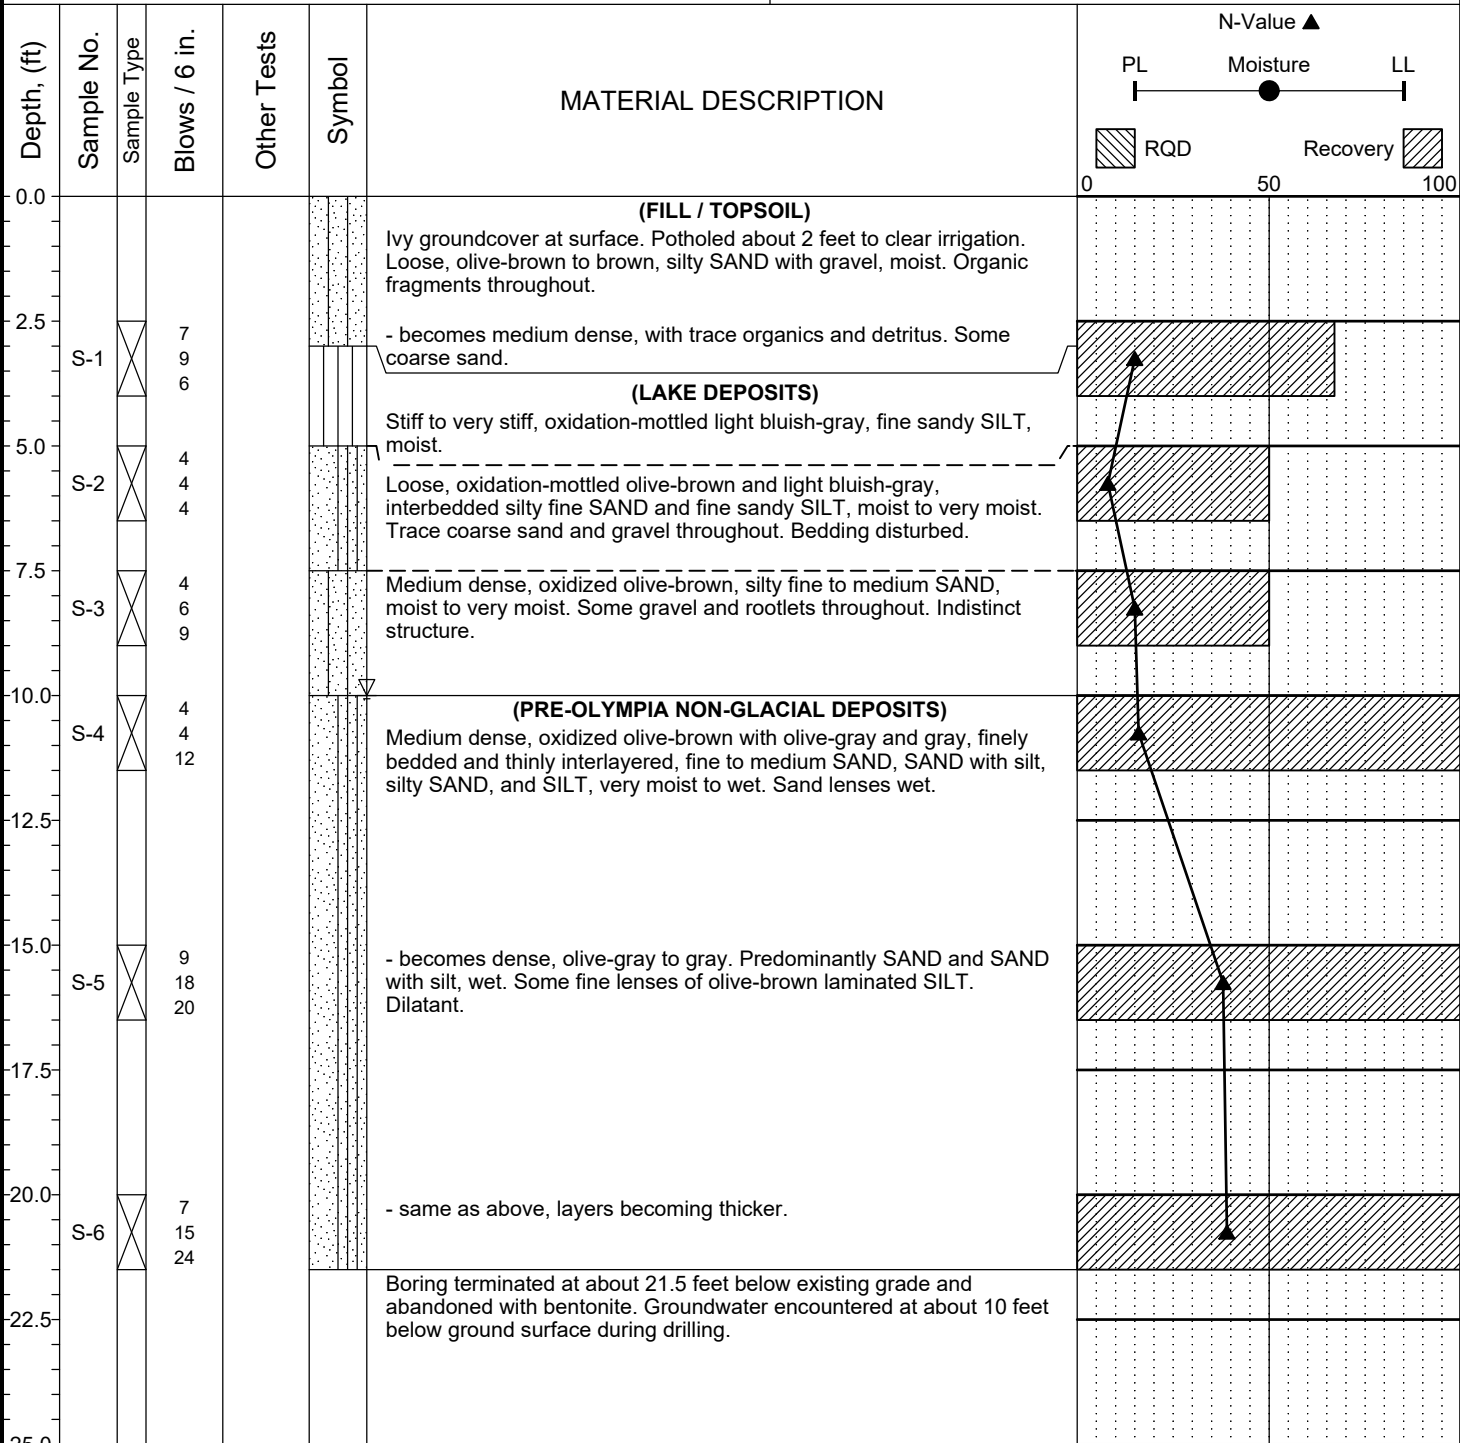 Depth, (ft)
Sample No.
Sample Type
Blows / 6 in.
Other Tests
Symbol
MATERIAL DESCRIPTION
N-Value
PL Moisture LL
RQD Recovery
0 50 100
0.0
(FILL / TOPSOIL)
Ivy groundcover at surface. Potholed about 2 feet to clear irrigation.
Loose, olive-brown to brown, silty SAND with gravel, moist. Organic
fragments throughout.
2.5
S-1
7
9
6
- becomes medium dense, with trace organics and detritus. Some
coarse sand.
(LAKE DEPOSITS)
Stiff to very stiff, oxidation-mottled light bluish-gray, fine sandy SILT,
moist.
5.0
S-2
4
4
4
Loose, oxidation-mottled olive-brown and light bluish-gray,
interbedded silty fine SAND and fine sandy SILT, moist to very moist.
Trace coarse sand and gravel throughout. Bedding disturbed.
7.5
S-3
4
6
9
Medium dense, oxidized olive-brown, silty fine to medium SAND,
moist to very moist. Some gravel and rootlets throughout. Indistinct
structure.
10.0
S-4
4
4
12
(PRE-OLYMPIA NON-GLACIAL DEPOSITS)
Medium dense, oxidized olive-brown with olive-gray and gray, finely
bedded and thinly interlayered, fine to medium SAND, SAND with silt,
silty SAND, and SILT, very moist to wet. Sand lenses wet.
12.5
15.0
S-5
9
18
20
- becomes dense, olive-gray to gray. Predominantly SAND and SAND
with silt, wet. Some fine lenses of olive-brown laminated SILT.
Dilatant.
17.5
20.0
S-6
7
15
24
- same as above, layers becoming thicker.
Boring terminated at about 21.5 feet below existing grade and
abandoned with bentonite. Groundwater encountered at about 10 feet
below ground surface during drilling.
22.5
25.0